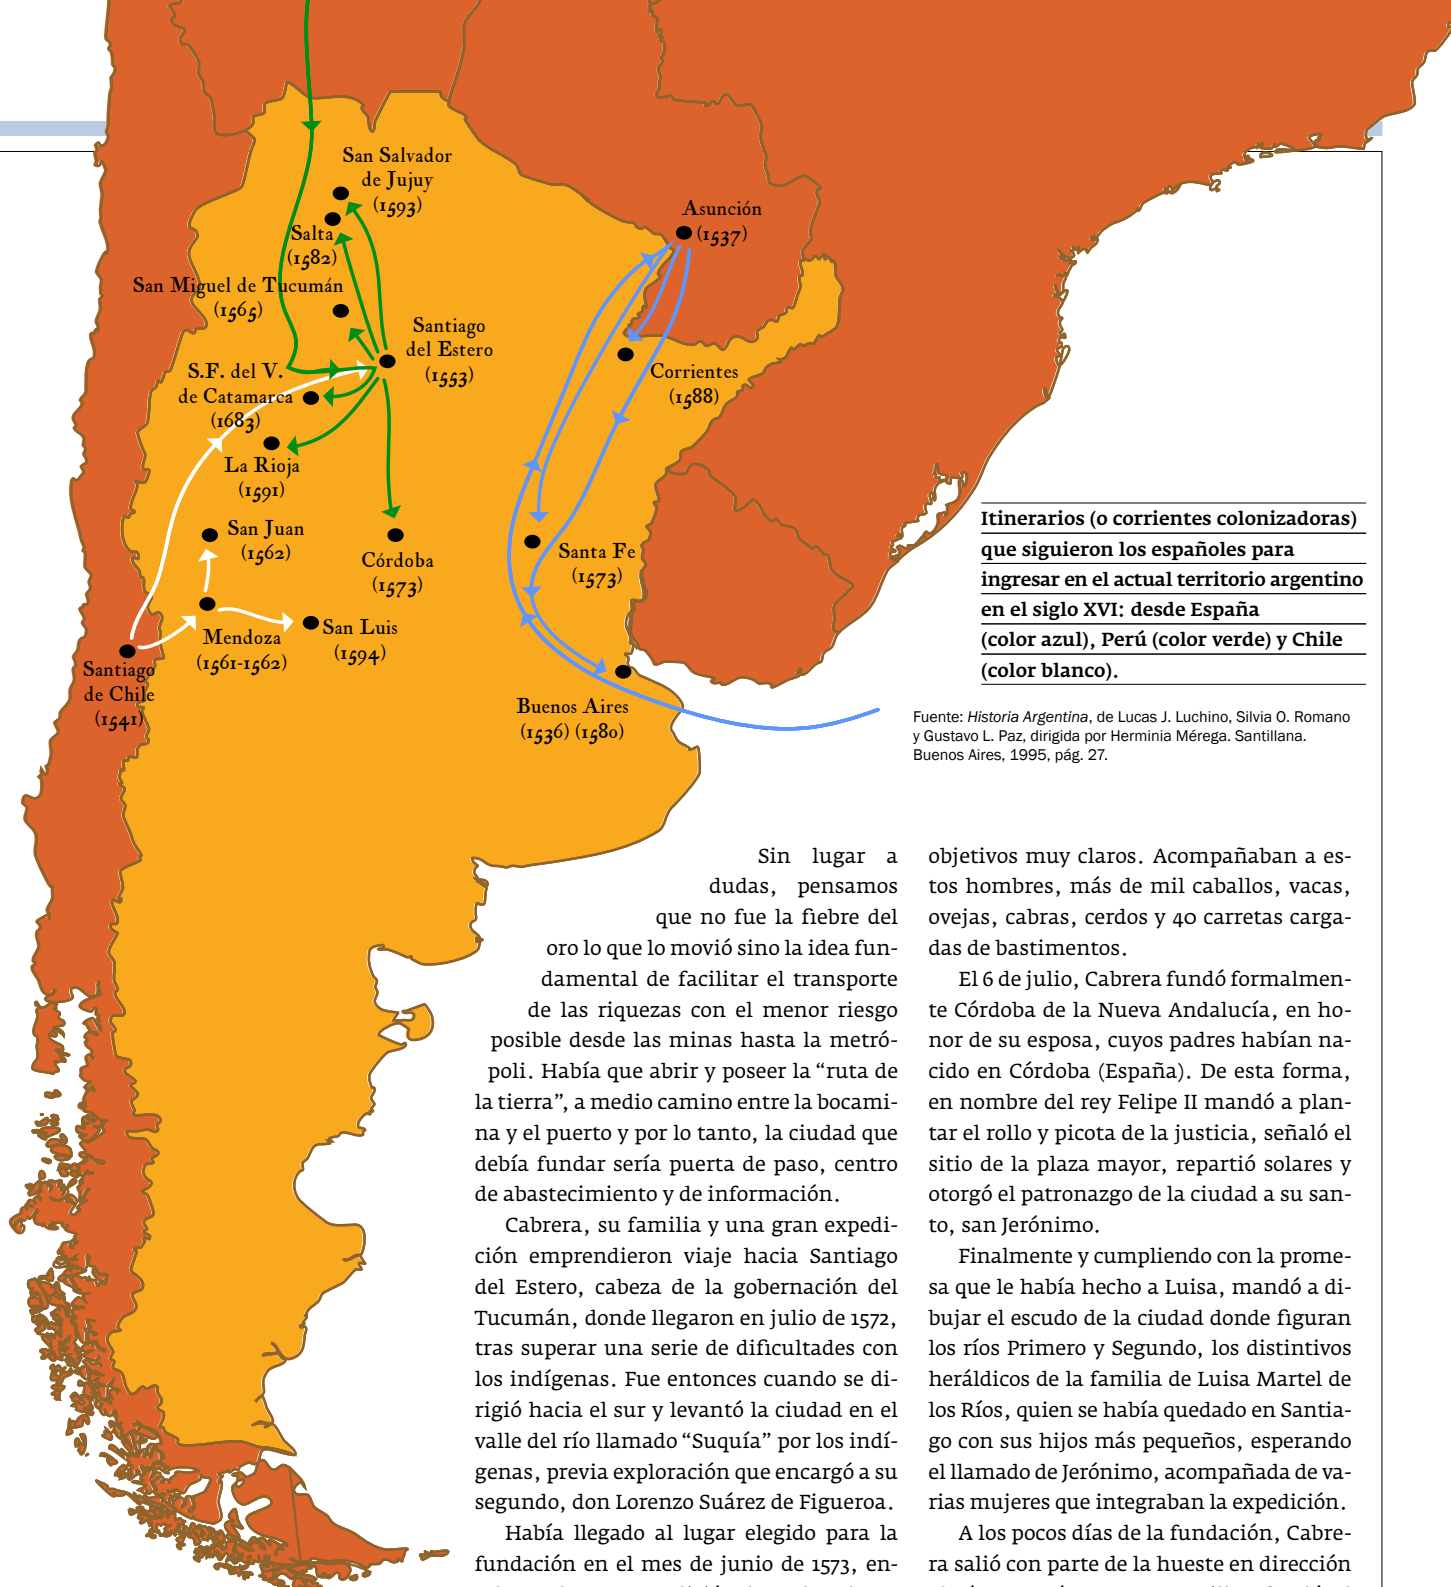 San Salvador
de Jujuy
(1593)
Salta
(1582)
San Miguel de Tucumán
(1565)
Santiago
del Estero
(1553)
S.F. del V.
de Catamarca
(1683)
La Rioja
(1591)
San Juan
(1562)
Córdoba
(1573)
Mendoza
(1561-1562)
San Luis
(1594)
Santiago
de Chile
(1541)
Asunción
(1537)
Corrientes
(1588)
Santa Fe
(1573)
Buenos Aires
(1536) (1580)
Itinerarios (o corrientes colonizadoras)
que siguieron los españoles para
ingresar en el actual territorio argentino
en el siglo XVI: desde España
(color azul), Perú (color verde) y Chile
(color blanco).
Fuente: Historia Argentina, de Lucas J. Luchino, Silvia O. Romano
y Gustavo L. Paz, dirigida por Herminia Mérega. Santillana.
Buenos Aires, 1995, pág. 27.
Sin lugar a
dudas, pensamos
que no fue la fiebre del
oro lo que lo movió sino la idea fun-
damental de facilitar el transporte
de las riquezas con el menor riesgo
posible desde las minas hasta la metró-
poli. Había que abrir y poseer la “ruta de
la tierra”, a medio camino entre la bocami-
na y el puerto y por lo tanto, la ciudad que
debía fundar sería puerta de paso, centro
de abastecimiento y de información.
Cabrera, su familia y una gran expedi-
ción emprendieron viaje hacia Santiago
del Estero, cabeza de la gobernación del
Tucumán, donde llegaron en julio de 1572,
tras superar una serie de dificultades con
los indígenas. Fue entonces cuando se di-
rigió hacia el sur y levantó la ciudad en el
valle del río llamado “Suquía” por los indí-
genas, previa exploración que encargó a su
segundo, don Lorenzo Suárez de Figueroa.
Había llegado al lugar elegido para la
fundación en el mes de junio de 1573, en-
objetivos muy claros. Acompañaban a es-
tos hombres, más de mil caballos, vacas,
ovejas, cabras, cerdos y 40 carretas carga-
das de bastimentos.
El 6 de julio, Cabrera fundó formalmen-
te Córdoba de la Nueva Andalucía, en ho-
nor de su esposa, cuyos padres habían na-
cido en Córdoba (España). De esta forma,
en nombre del rey Felipe II mandó a plan-
tar el rollo y picota de la justicia, señaló el
sitio de la plaza mayor, repartió solares y
otorgó el patronazgo de la ciudad a su san-
to, san Jerónimo.
Finalmente y cumpliendo con la prome-
sa que le había hecho a Luisa, mandó a di-
bujar el escudo de la ciudad donde figuran
los ríos Primero y Segundo, los distintivos
heráldicos de la familia de Luisa Martel de
los Ríos, quien se había quedado en Santia-
go con sus hijos más pequeños, esperando
el llamado de Jerónimo, acompañada de va-
rias mujeres que integraban la expedición.
A los pocos días de la fundación, Cabre-
ra salió con parte de la hueste en dirección